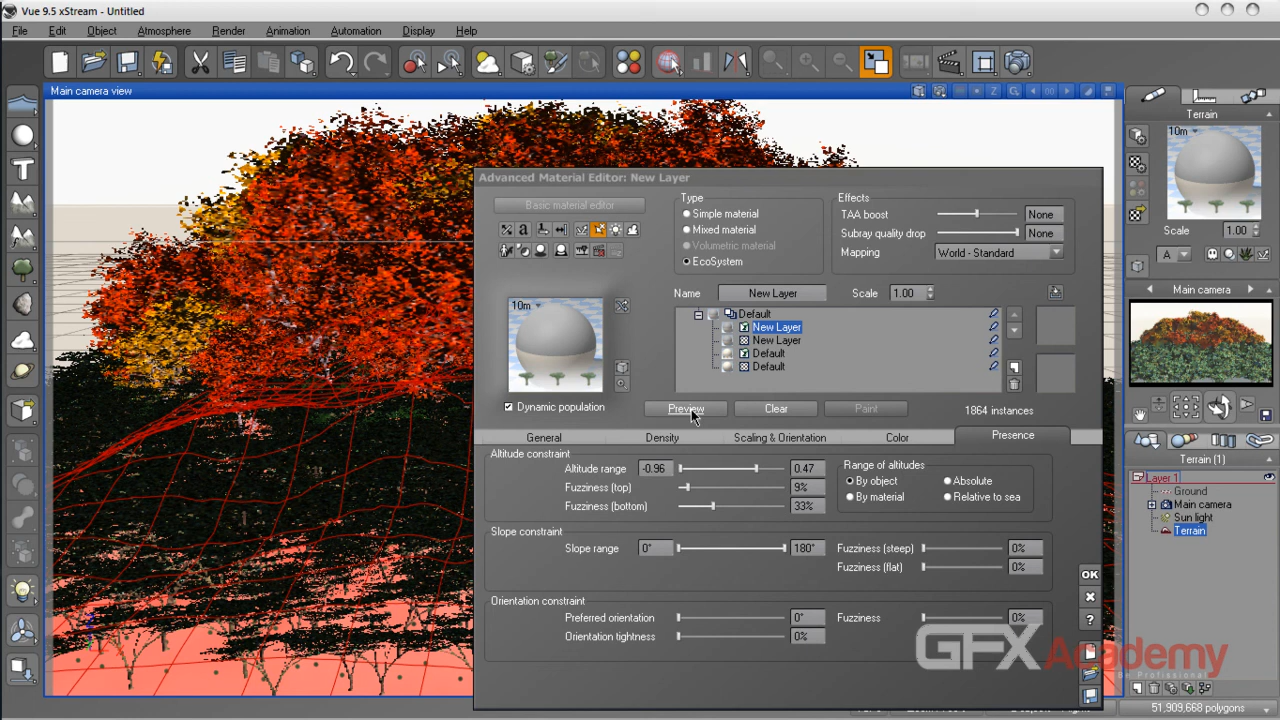 Vue 9.5 xStream - Untitled
File Edit Object Atmosphere Render Animation Automation Display Help
Main camera view
Terrain
10m
Scale 1.00
A
Main camera
Advanced Material Editor: New Layer
Basic material editor
Type
Simple material
Mixed material
Volumetric material
EcoSystem
Effects
TAA boost None
Subray quality drop None
Mapping World - Standard
Name New Layer Scale 1.00
10m
Default
New Layer
New Layer
Default
Default
Dynamic population Preview Clear Paint 1864 instances
General Density Scaling & Orientation Color Presence
Altitude constraint
Altitude range -0.96 0.47
Fuzziness (top) 9%
Fuzziness (bottom) 33%
Range of altitudes
By object Absolute
By material Relative to sea
Slope constraint
Slope range 0° 180° Fuzziness (steep) 0%
Fuzziness (flat) 0%
Orientation constraint
Preferred orientation 0° Fuzziness 0%
Orientation tightness 0%
OK
?
Terrain (1)
Layer 1
Ground
Main camera
Sun light
Terrain
GFXAcademy
Be Professional
51,909,668 polygons